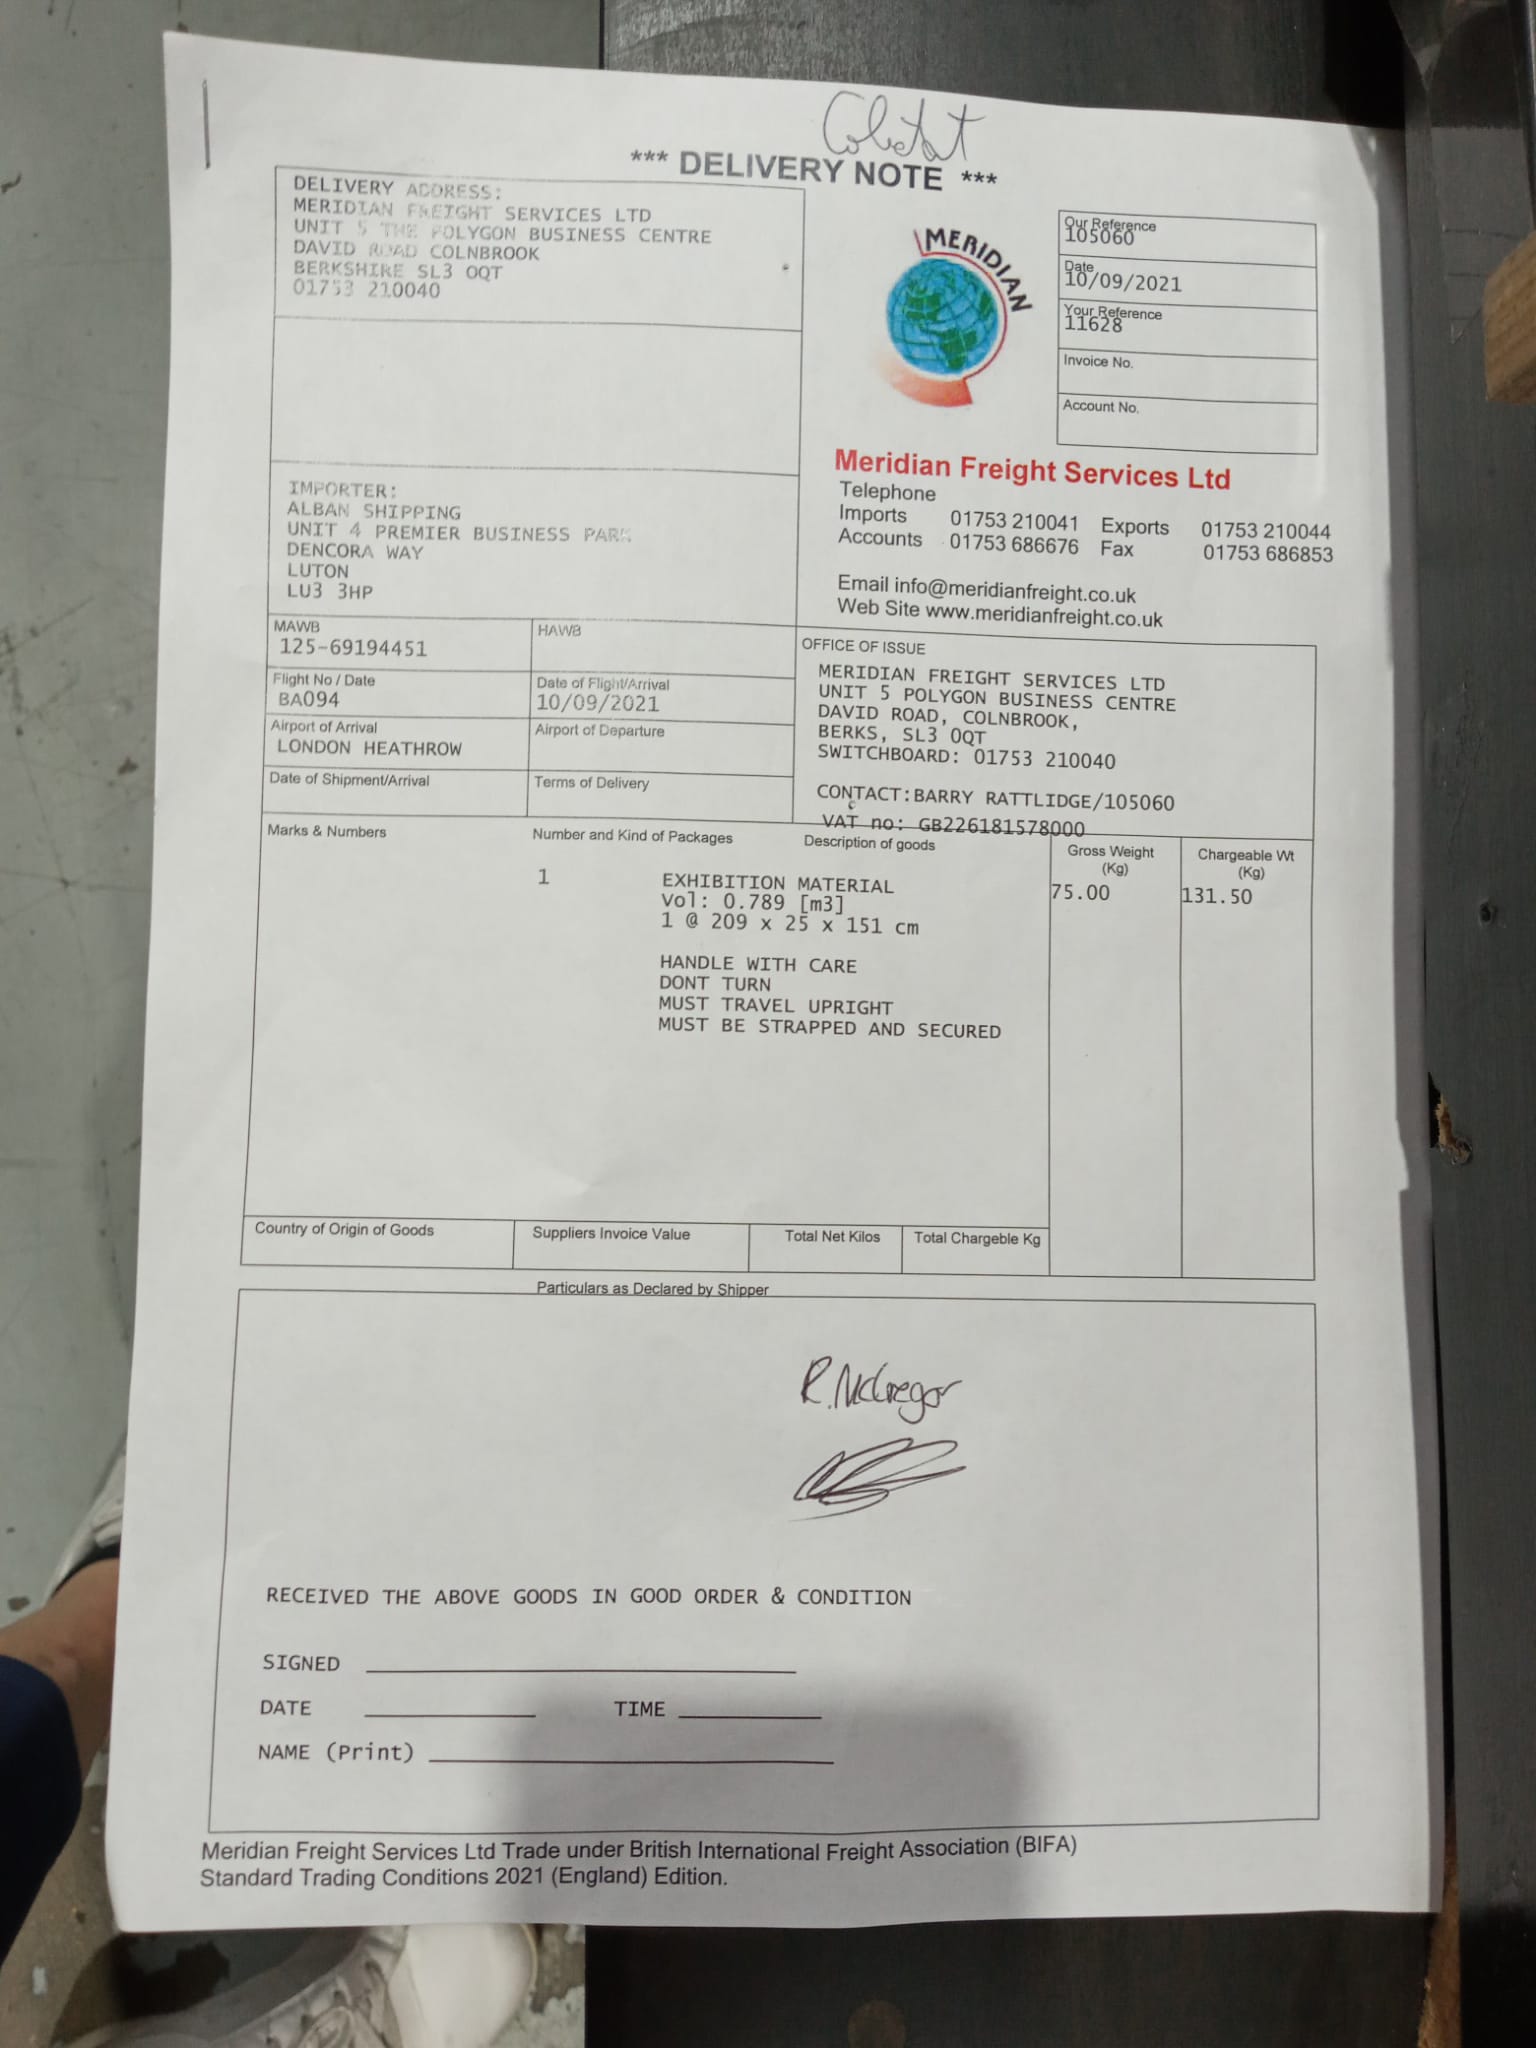 *** DELIVERY NOTE ***
DELIVERY ADDRESS:
MERIDIAN FREIGHT SERVICES LTD
UNIT 5 THE POLYGON BUSINESS CENTRE
DAVID ROAD COLNBROOK
BERKSHIRE SL3 0QT
01753 210040
MERIDIAN
Our Reference
105060
Date
10/09/2021
Your Reference
11628
Invoice No.
Account No.
IMPORTER:
ALBAN SHIPPING
UNIT 4 PREMIER BUSINESS PARK
DENCORA WAY
LUTON
LU3 3HP
Meridian Freight Services Ltd
Telephone
Imports 01753 210041 Exports 01753 210044
Accounts 01753 686676 Fax 01753 686853
Email info@meridianfreight.co.uk
Web Site www.meridianfreight.co.uk
MAWB
125-69194451
HAWB
Flight No / Date
BA094
Date of Flight/Arrival
10/09/2021
Airport of Arrival
LONDON HEATHROW
Airport of Departure
Date of Shipment/Arrival
Terms of Delivery
OFFICE OF ISSUE
MERIDIAN FREIGHT SERVICES LTD
UNIT 5 POLYGON BUSINESS CENTRE
DAVID ROAD, COLNBROOK,
BERKS, SL3 0QT
SWITCHBOARD: 01753 210040
CONTACT:BARRY RATTLIDGE/105060
VAT no: GB226181578000
Marks & Numbers
Number and Kind of Packages
Description of goods
Gross Weight
(Kg)
Chargeable Wt
(Kg)
1
EXHIBITION MATERIAL
75.00
131.50
Vol: 0.789 [m3]
1 @ 209 x 25 x 151 cm
HANDLE WITH CARE
DONT TURN
MUST TRAVEL UPRIGHT
MUST BE STRAPPED AND SECURED
Country of Origin of Goods
Suppliers Invoice Value
Total Net Kilos
Total Chargeble Kg
Particulars as Declared by Shipper
R. McGregor
RECEIVED THE ABOVE GOODS IN GOOD ORDER & CONDITION
SIGNED
DATE TIME
NAME (Print)
Meridian Freight Services Ltd Trade under British International Freight Association (BIFA)
Standard Trading Conditions 2021 (England) Edition.